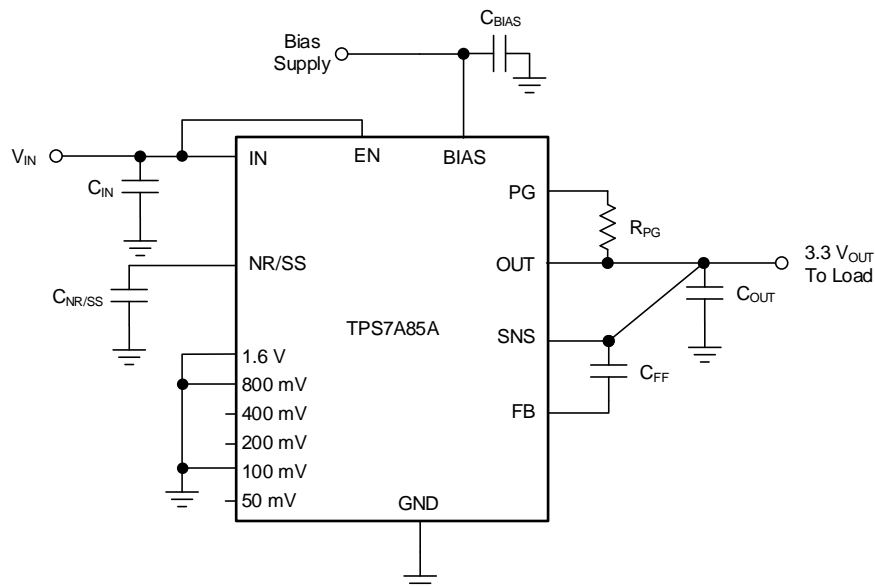 C_BIAS
Bias
Supply
V_IN
IN
EN
BIAS
C_IN
PG
R_PG
NR/SS
OUT
3.3 V_OUT
To Load
C_NR/SS
C_OUT
TPS7A85A
SNS
1.6 V
800 mV
C_FF
400 mV
FB
200 mV
100 mV
50 mV
GND